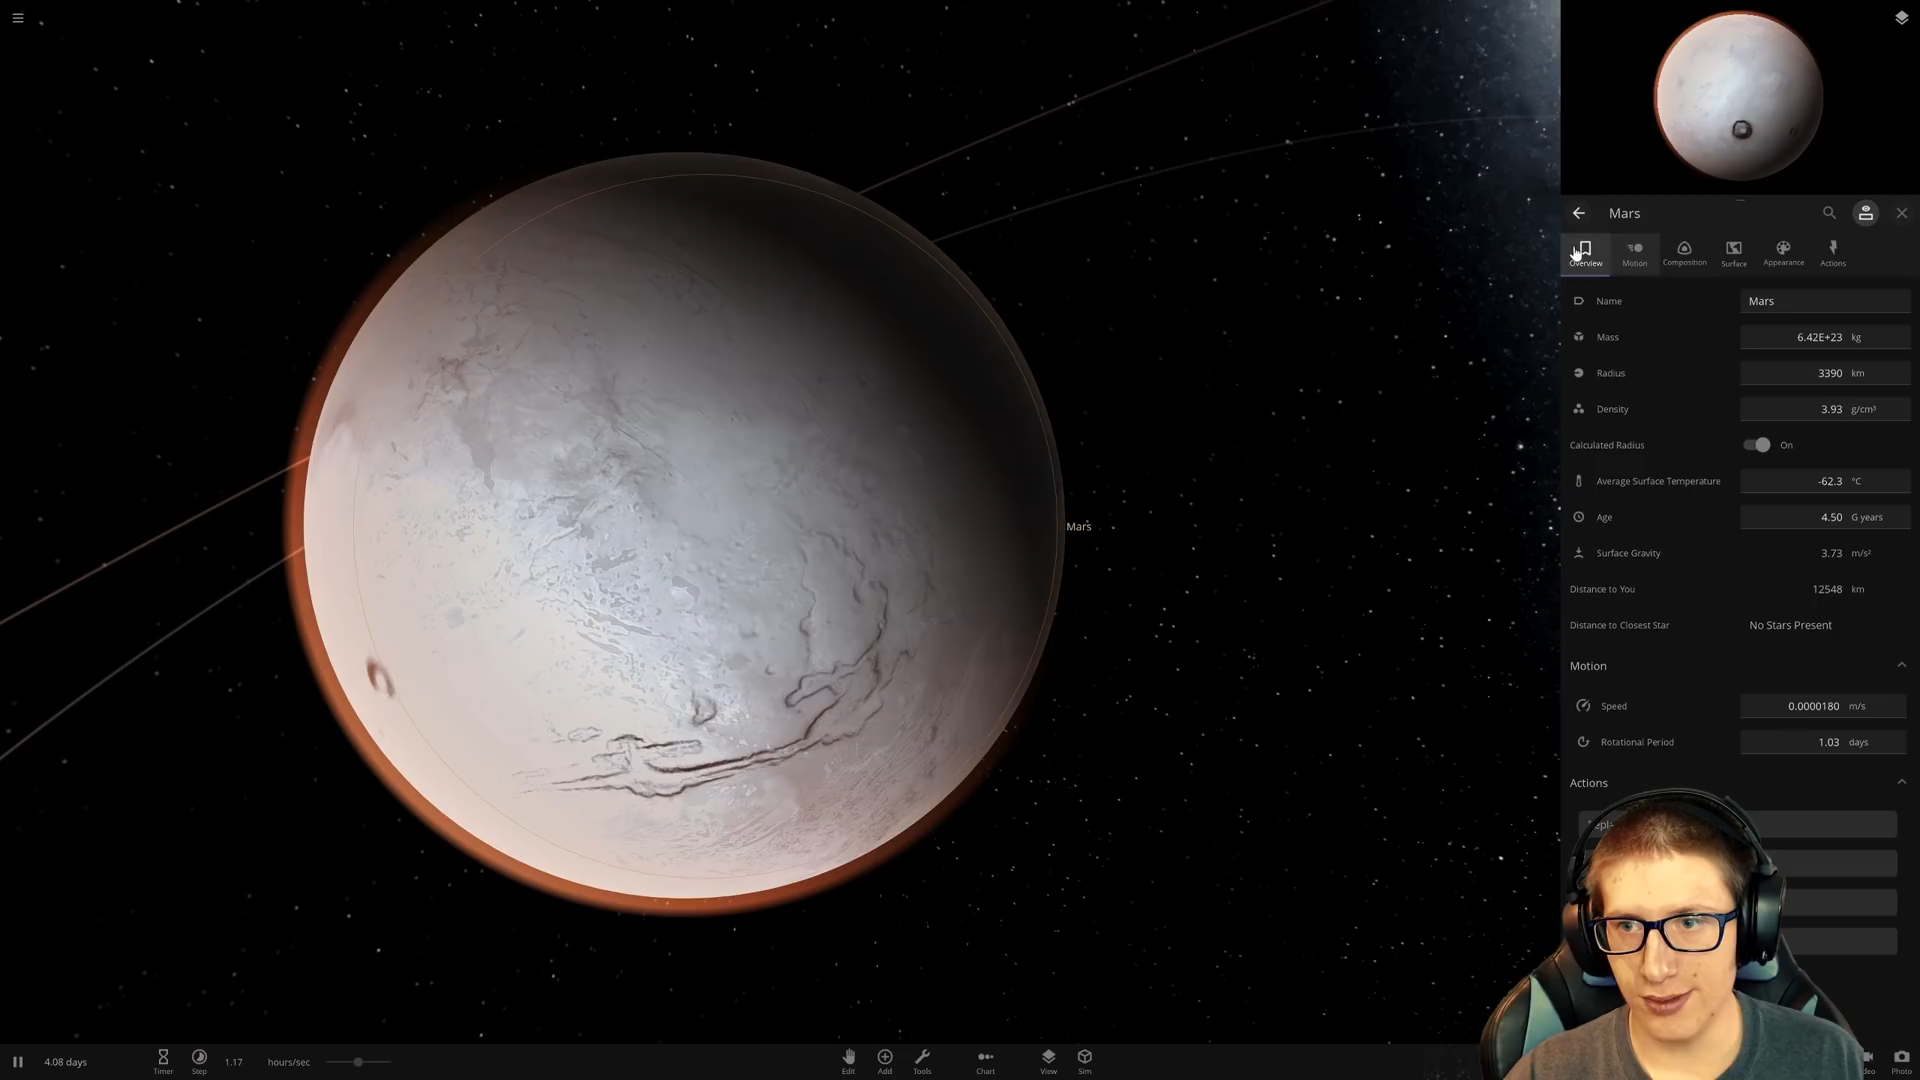 Mars
Overview
Motion
Composition
Surface
Appearance
Actions
Name Mars
Mass 6.42E+23 kg
Radius 3390 km
Density 3.93 g/cm³
Calculated Radius On
Average Surface Temperature -62.3 °C
Age 4.50 G years
Surface Gravity 3.73 m/s²
Distance to You 12548 km
Distance to Closest Star No Stars Present
Motion
Speed 0.0000180 m/s
Rotational Period 1.03 days
Actions
Mars
4.08 days
Timer
Step
1.17 hours/sec
Edit
Add
Tools
Chart
View
Sim
Photo